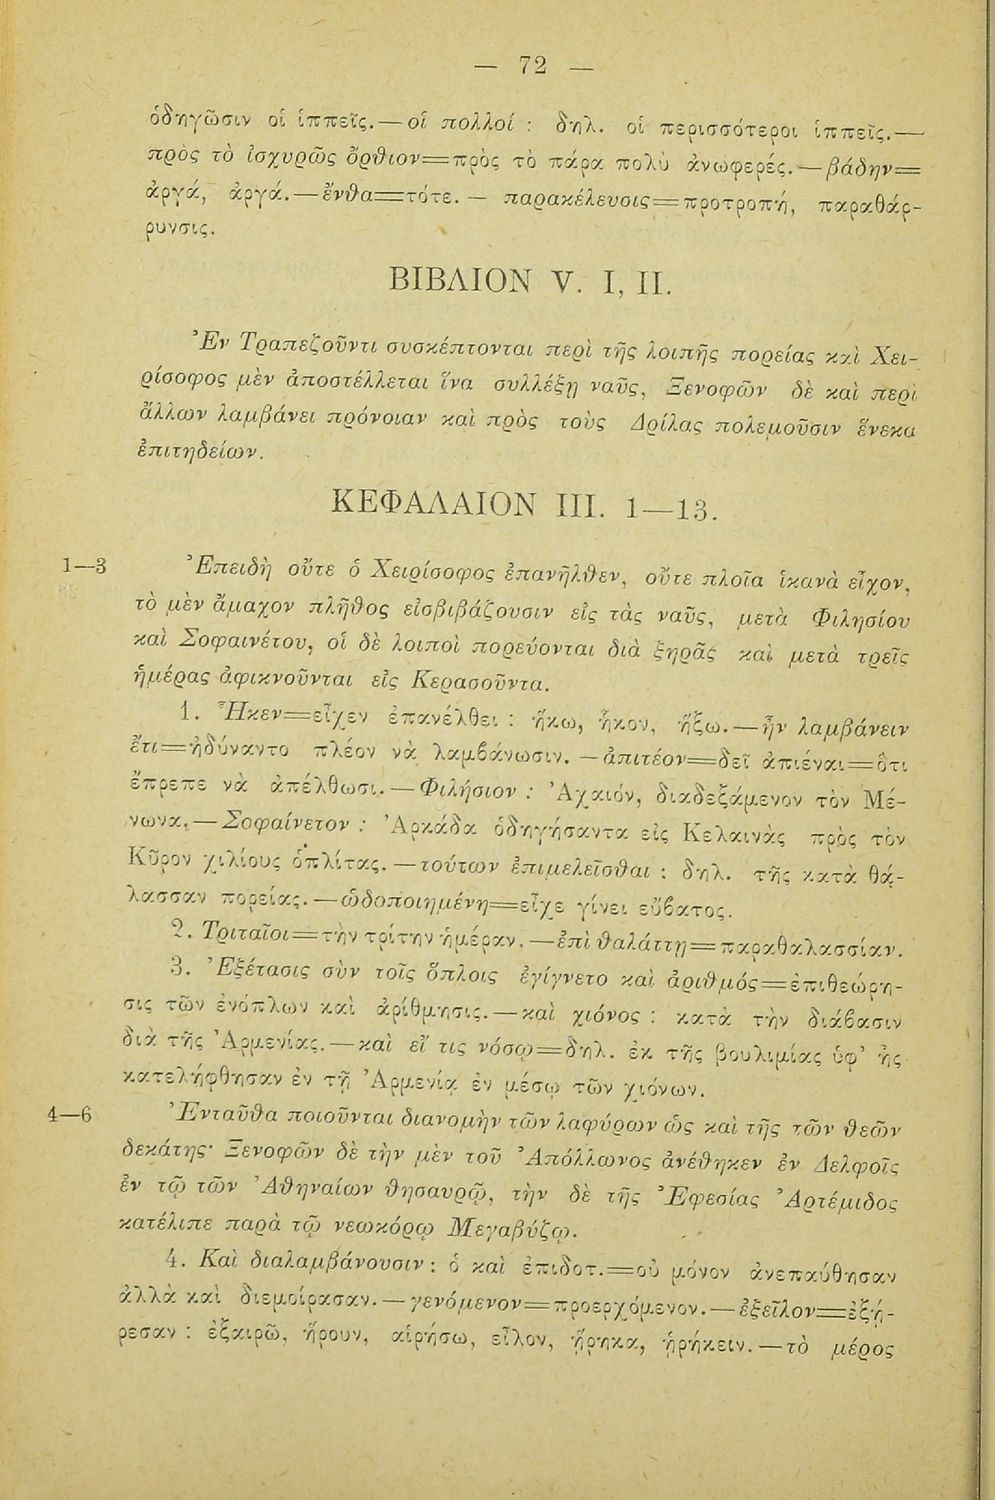 — 72 —
ὁδηγῶσιν οἱ ἱππεῖς.—οἱ πολλοί : δηλ. οἱ περισσότεροι ἱππεῖς.—
πρὸς τὸ ἰσχυρῶς ὄρθιον=πρὸς τὸ πάρα πολὺ ἀνωφερές.—βάδην=
ἀργά, ἀργά.—ἔνθα=τότε.— παρακέλευσις=προτροπή, παραθάρ-
ρυνσις.
ΒΙΒΛΙΟΝ V. I, II.
Ἐν Τραπεζοῦντι συσκέπτονται περὶ τῆς λοιπῆς πορείας καὶ Χει-
ρίσοφος μὲν ἀποστέλλεται ἵνα συλλέξῃ ναῦς, Ξενοφῶν δὲ καὶ περὶ
ἄλλων λαμβάνει πρόνοιαν καὶ πρὸς τοὺς Δρίλας πολεμοῦσιν ἕνεκα
ἐπιτηδείων.
ΚΕΦΑΛΑΙΟΝ III. 1—13.
1—3 Ἐπειδὴ οὔτε ὁ Χειρίσοφος ἐπανῆλθεν, οὔτε πλοῖα ἱκανὰ εἶχον,
τὸ μὲν ἄμαχον πλῆθος εἰσβιβάζουσιν εἰς τὰς ναῦς, μετὰ Φιλησίου
καὶ Σοφαινέτου, οἱ δὲ λοιποὶ πορεύονται διὰ ξηρᾶς καὶ μετὰ τρεῖς
ἡμέρας ἀφικνοῦνται εἰς Κερασοῦντα.
1. Ἧκεν=εἶχεν ἐπανέλθει : ἥκω, ἧκον, ἥξω.—ἦν λαμβάνειν
ἔτι=ἠδύναντο πλέον νὰ λαμβάνωσιν.—ἀπιτέον=δεῖ ἀπιέναι=ὅτι
ἔπρεπε νὰ ἀπέλθωσι.—Φιλήσιον : Ἀχαιόν, διαδεξάμενον τὸν Μέ-
νωνα.—Σοφαίνετον : Ἀρκάδα ὁδηγήσαντα εἰς Κελαινὰς πρὸς τὸν
Κῦρον χιλίους ὁπλίτας.—τούτων ἐπιμελεῖσθαι : δηλ. τῆς κατὰ θά-
λασσαν πορείας.—ὡδοποιημένη=εἶχε γίνει εὔβατος.
2. Τριταῖοι=τὴν τρίτην ἡμέραν.—ἐπὶ θαλάττῃ=παραθαλασσίαν.
3. Ἐξέτασις σὺν τοῖς ὅπλοις ἐγίγνετο καὶ ἀριθμός=ἐπιθεώρη-
σις τῶν ἐνόπλων καὶ ἀρίθμησις.—καὶ χιόνος : κατὰ τὴν διάβασιν
διὰ τῆς Ἀρμενίας.—καὶ εἴ τις νόσῳ=δηλ. ἐκ τῆς βουλιμίας ὑφ’ ἧς
κατελήφθησαν ἐν τῇ Ἀρμενίᾳ ἐν μέσῳ τῶν χιόνων.
4—6 Ἐνταῦθα ποιοῦνται διανομὴν τῶν λαφύρων ὡς καὶ τῆς τῶν θεῶν
δεκάτης· Ξενοφῶν δὲ τὴν μὲν τοῦ Ἀπόλλωνος ἀνέθηκεν ἐν Δελφοῖς
ἐν τῷ τῶν Ἀθηναίων θησαυρῷ, τὴν δὲ τῆς Ἐφεσίας Ἀρτέμιδος
κατέλιπε παρὰ τῷ νεωκόρῳ Μεγαβύζῳ.
4. Καὶ διαλαμβάνουσιν : ὁ καὶ ἐπιδοτ.=οὐ μόνον ἀνεπαύθησαν
ἀλλὰ καὶ διεμοίρασαν.—γενόμενον=προερχόμενον.—ἐξεῖλον=ἐξῄ-
ρεσαν : ἐξαιρῶ, ᾕρουν, αἱρήσω, εἷλον, ᾕρηκα, ᾑρήκειν.—τὸ μέρος